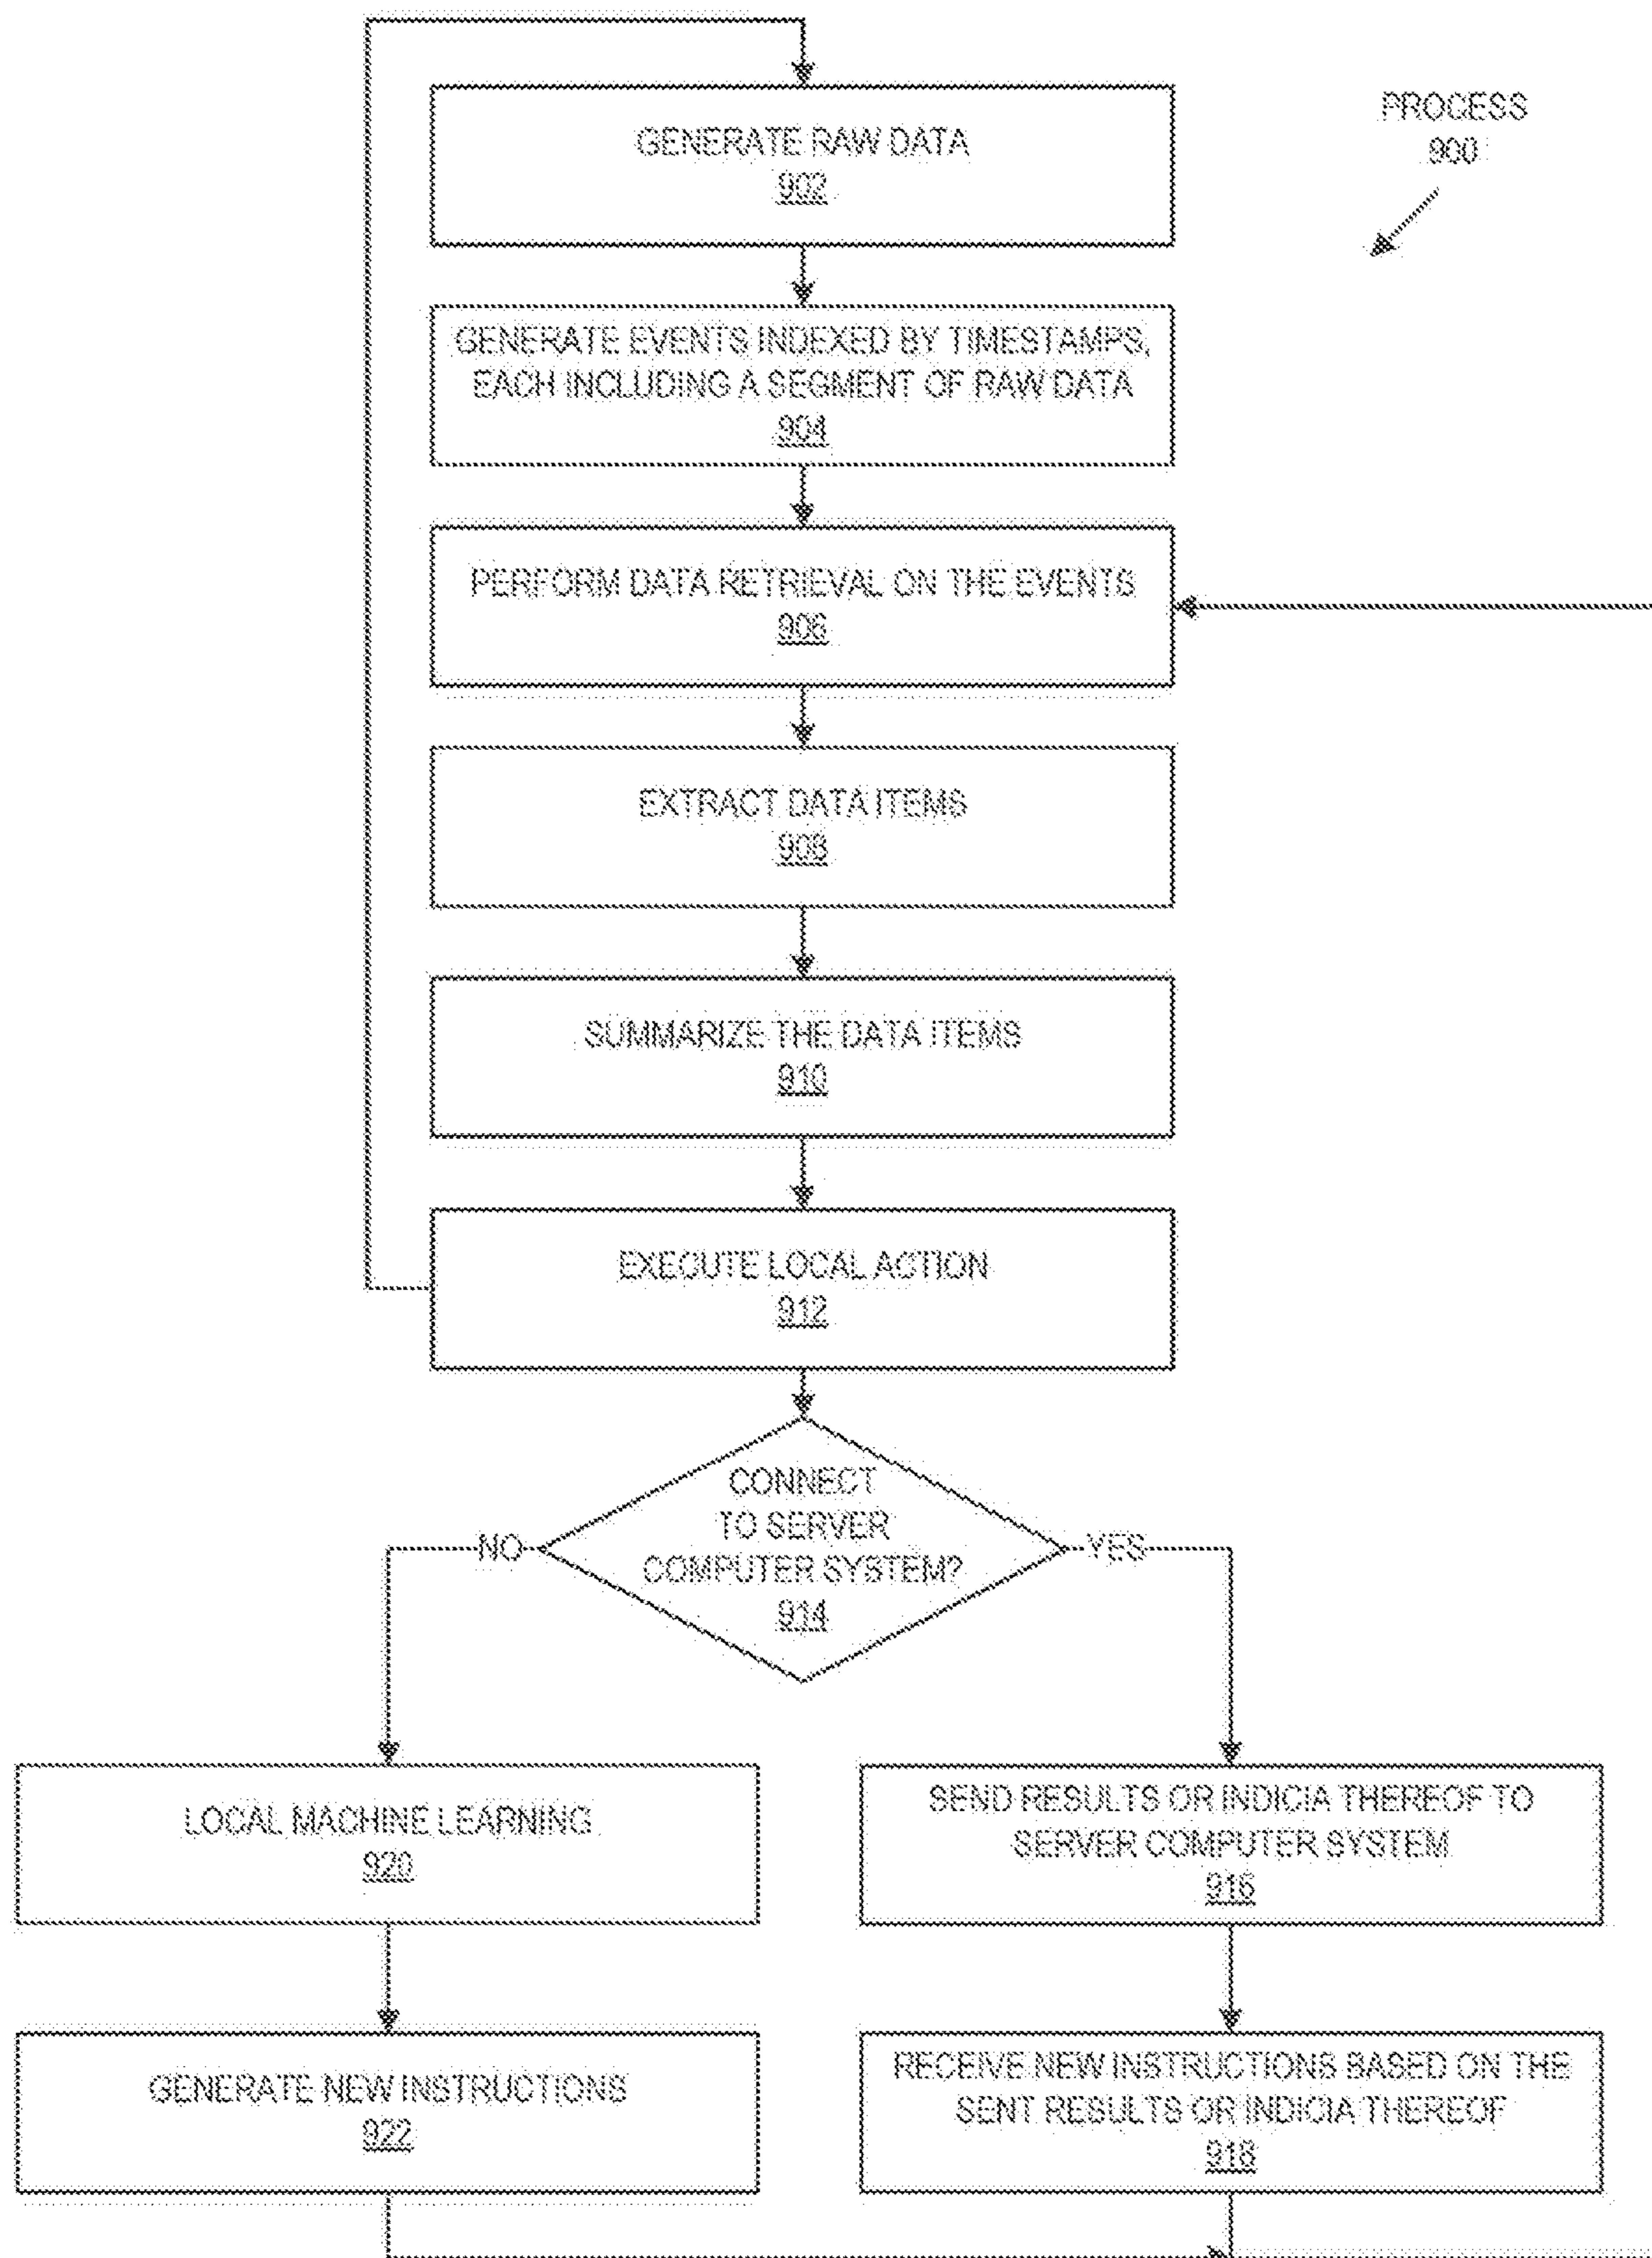 PROCESS
900
GENERATE RAW DATA
902
GENERATE EVENTS INDEXED BY TIMESTAMPS,
EACH INCLUDING A SEGMENT OF RAW DATA
904
PERFORM DATA RETRIEVAL ON THE EVENTS
906
EXTRACT DATA ITEMS
908
SUMMARIZE THE DATA ITEMS
910
EXECUTE LOCAL ACTION
912
CONNECT
TO SERVER
COMPUTER SYSTEM?
914
NO
YES
LOCAL MACHINE LEARNING
920
SEND RESULTS OR INDICIA THEREOF TO
SERVER COMPUTER SYSTEM
916
GENERATE NEW INSTRUCTIONS
922
RECEIVE NEW INSTRUCTIONS BASED ON THE
SENT RESULTS OR INDICIA THEREOF
918